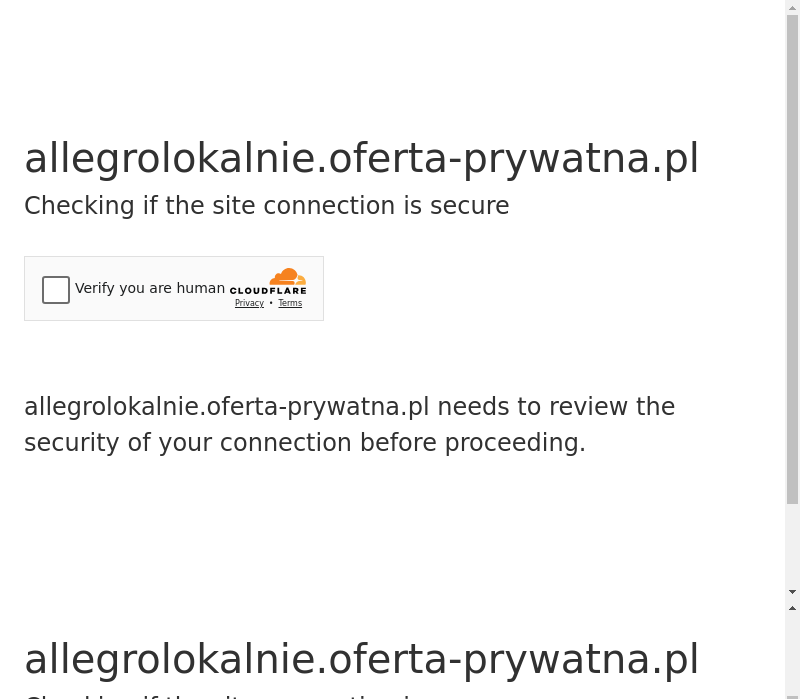 allegrolokalnie.oferta-prywatna.pl
Checking if the site connection is secure
Verify you are human
CLOUDFLARE
Privacy • Terms
allegrolokalnie.oferta-prywatna.pl needs to review the
security of your connection before proceeding.
allegrolokalnie.oferta-prywatna.pl